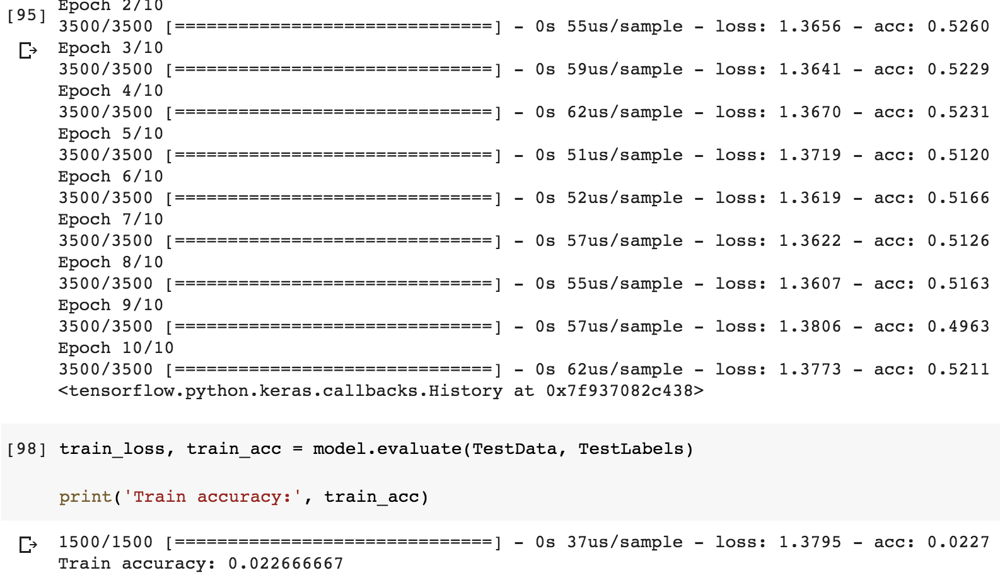 [95] Epoch 2/10
3500/3500 [==============================] - 0s 55us/sample - loss: 1.3656 - acc: 0.5260
Epoch 3/10
3500/3500 [==============================] - 0s 59us/sample - loss: 1.3641 - acc: 0.5229
Epoch 4/10
3500/3500 [==============================] - 0s 62us/sample - loss: 1.3670 - acc: 0.5231
Epoch 5/10
3500/3500 [==============================] - 0s 51us/sample - loss: 1.3719 - acc: 0.5120
Epoch 6/10
3500/3500 [==============================] - 0s 52us/sample - loss: 1.3619 - acc: 0.5166
Epoch 7/10
3500/3500 [==============================] - 0s 57us/sample - loss: 1.3622 - acc: 0.5126
Epoch 8/10
3500/3500 [==============================] - 0s 55us/sample - loss: 1.3607 - acc: 0.5163
Epoch 9/10
3500/3500 [==============================] - 0s 57us/sample - loss: 1.3806 - acc: 0.4963
Epoch 10/10
3500/3500 [==============================] - 0s 62us/sample - loss: 1.3773 - acc: 0.5211
<tensorflow.python.keras.callbacks.History at 0x7f937082c438>
[98] train_loss, train_acc = model.evaluate(TestData, TestLabels)
print('Train accuracy:', train_acc)
1500/1500 [==============================] - 0s 37us/sample - loss: 1.3795 - acc: 0.0227
Train accuracy: 0.022666667